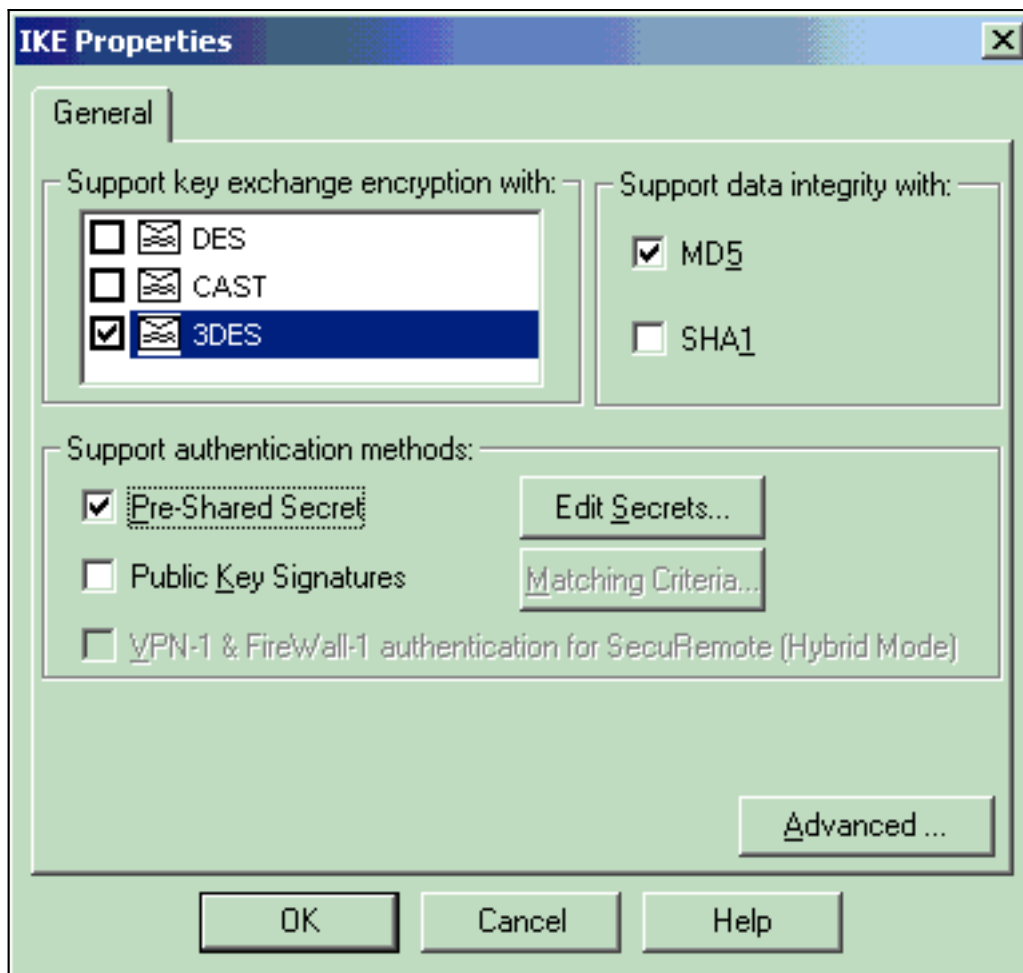 IKE Properties
General
Support key exchange encryption with:
DES
CAST
3DES
Support data integrity with:
MD5
SHA1
Support authentication methods:
Pre-Shared Secret
Edit Secrets...
Public Key Signatures
Matching Criteria...
VPN-1 & FireWall-1 authentication for SecuRemote (Hybrid Mode)
Advanced ...
OK
Cancel
Help